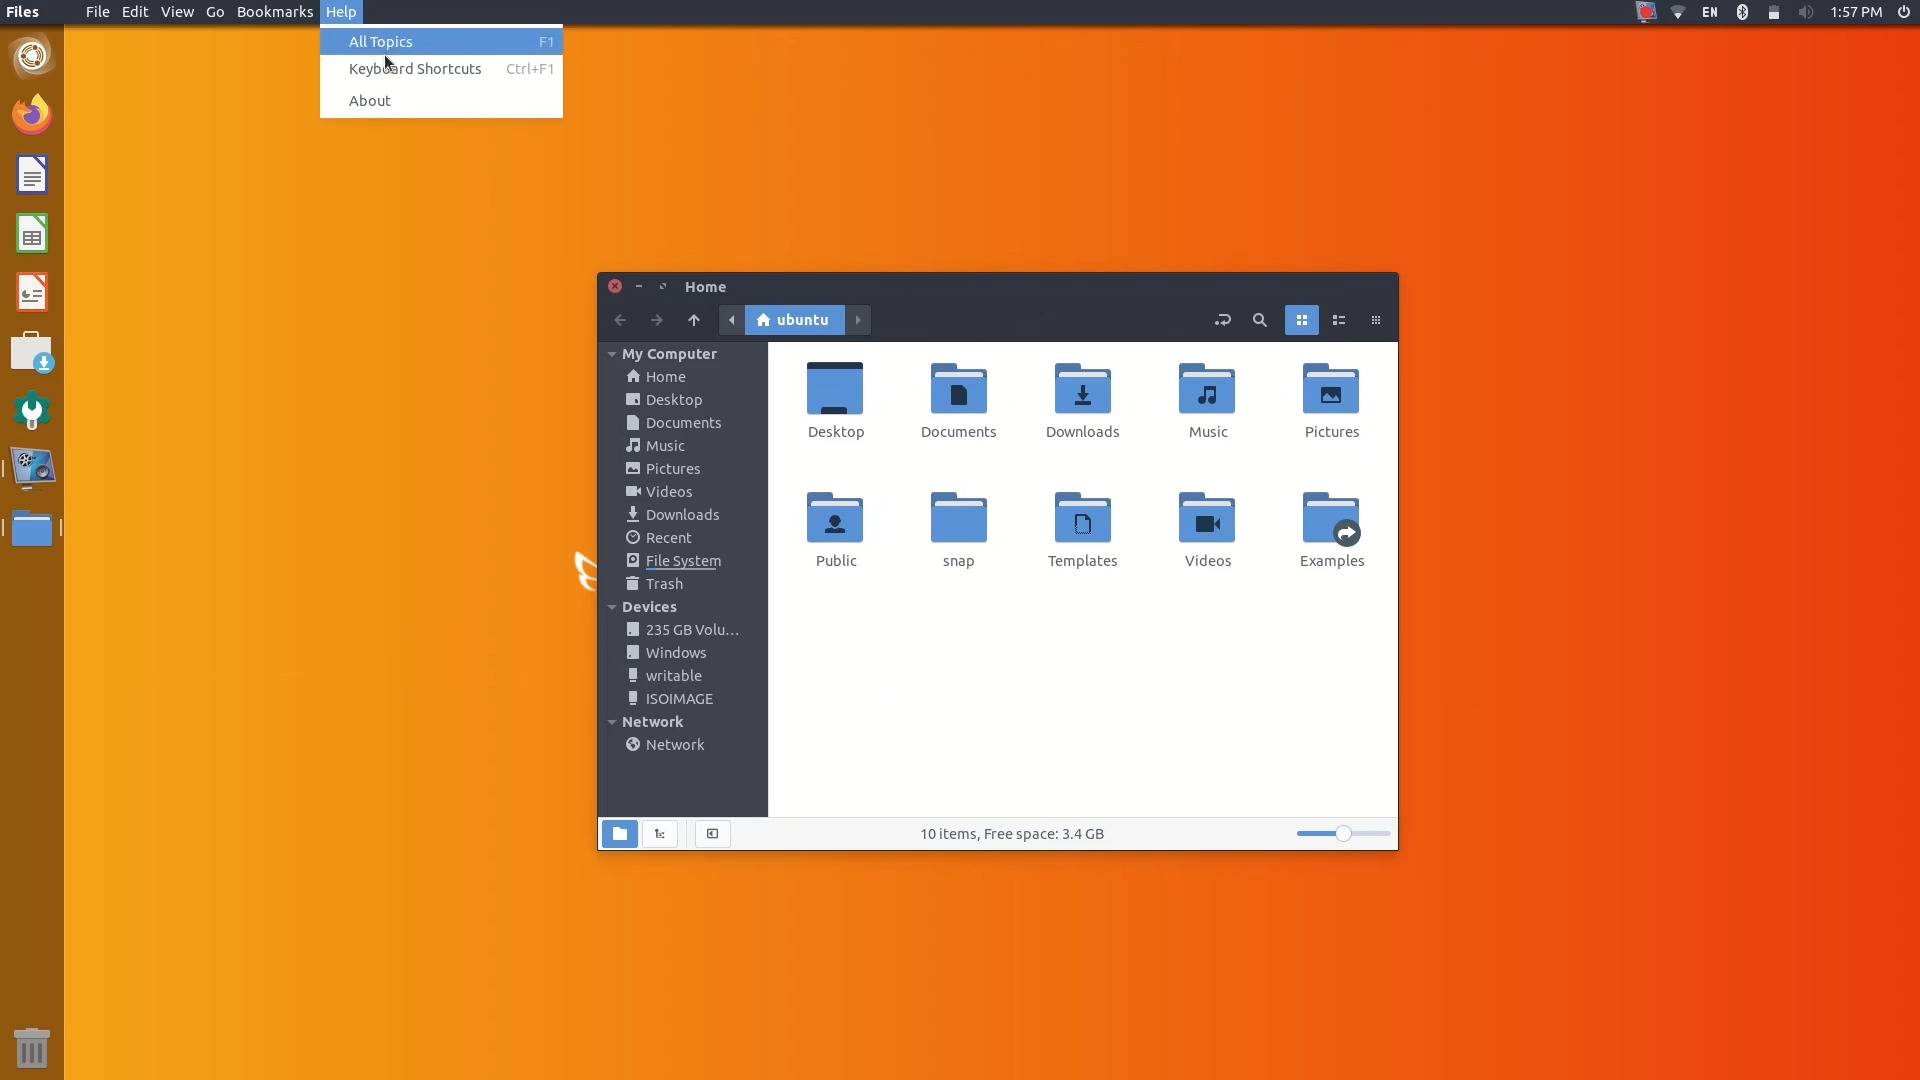 Files File Edit View Go Bookmarks Help EN 1:57 PM
All Topics F1
Keyboard Shortcuts Ctrl+F1
About
Home
ubuntu
My Computer
Home
Desktop
Documents
Music
Pictures
Videos
Downloads
Recent
File System
Trash
Devices
235 GB Volu...
Windows
writable
ISOIMAGE
Network
Network
Desktop Documents Downloads Music Pictures
Public snap Templates Videos Examples
10 items, Free space: 3.4 GB